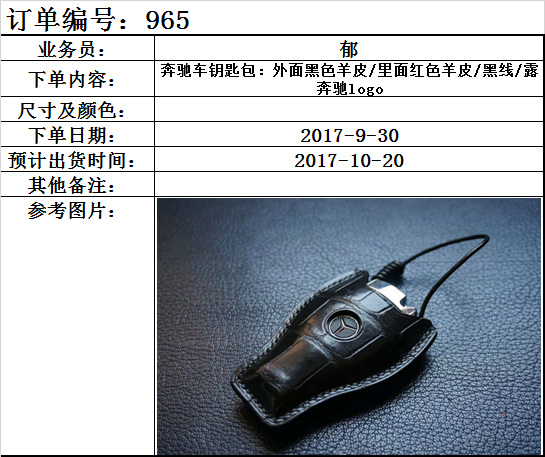 订单编号：965
业务员： 郁
下单内容： 奔驰车钥匙包：外面黑色羊皮/里面红色羊皮/黑线/露
奔驰logo
尺寸及颜色：
下单日期： 2017-9-30
预计出货时间： 2017-10-20
其他备注：
参考图片：